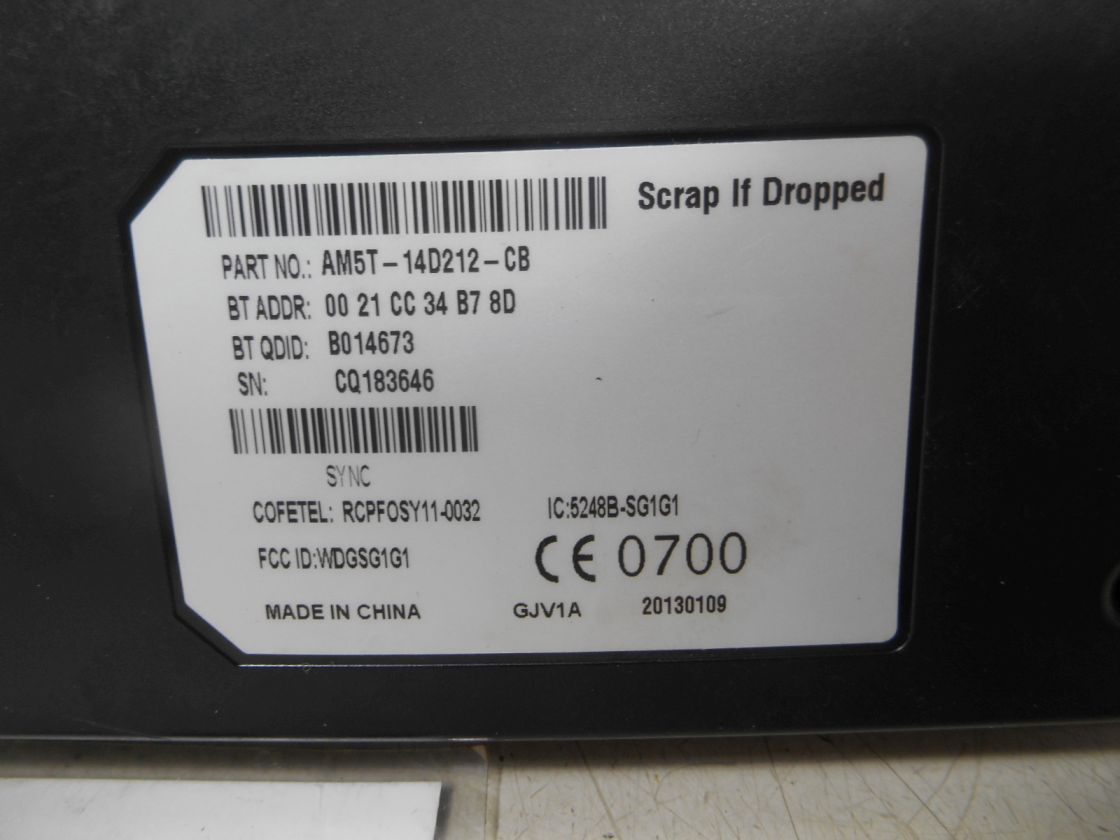 Scrap If Dropped
PART NO.: AM5T-14D212-CB
BT ADDR: 00 21 CC 34 B7 8D
BT QDID: B014673
SN: CQ183646
SYNC
COFETEL: RCPFOSY11-0032 IC:5248B-SG1G1
FCC ID:WDGSG1G1 CE 0700
MADE IN CHINA GJV1A 20130109